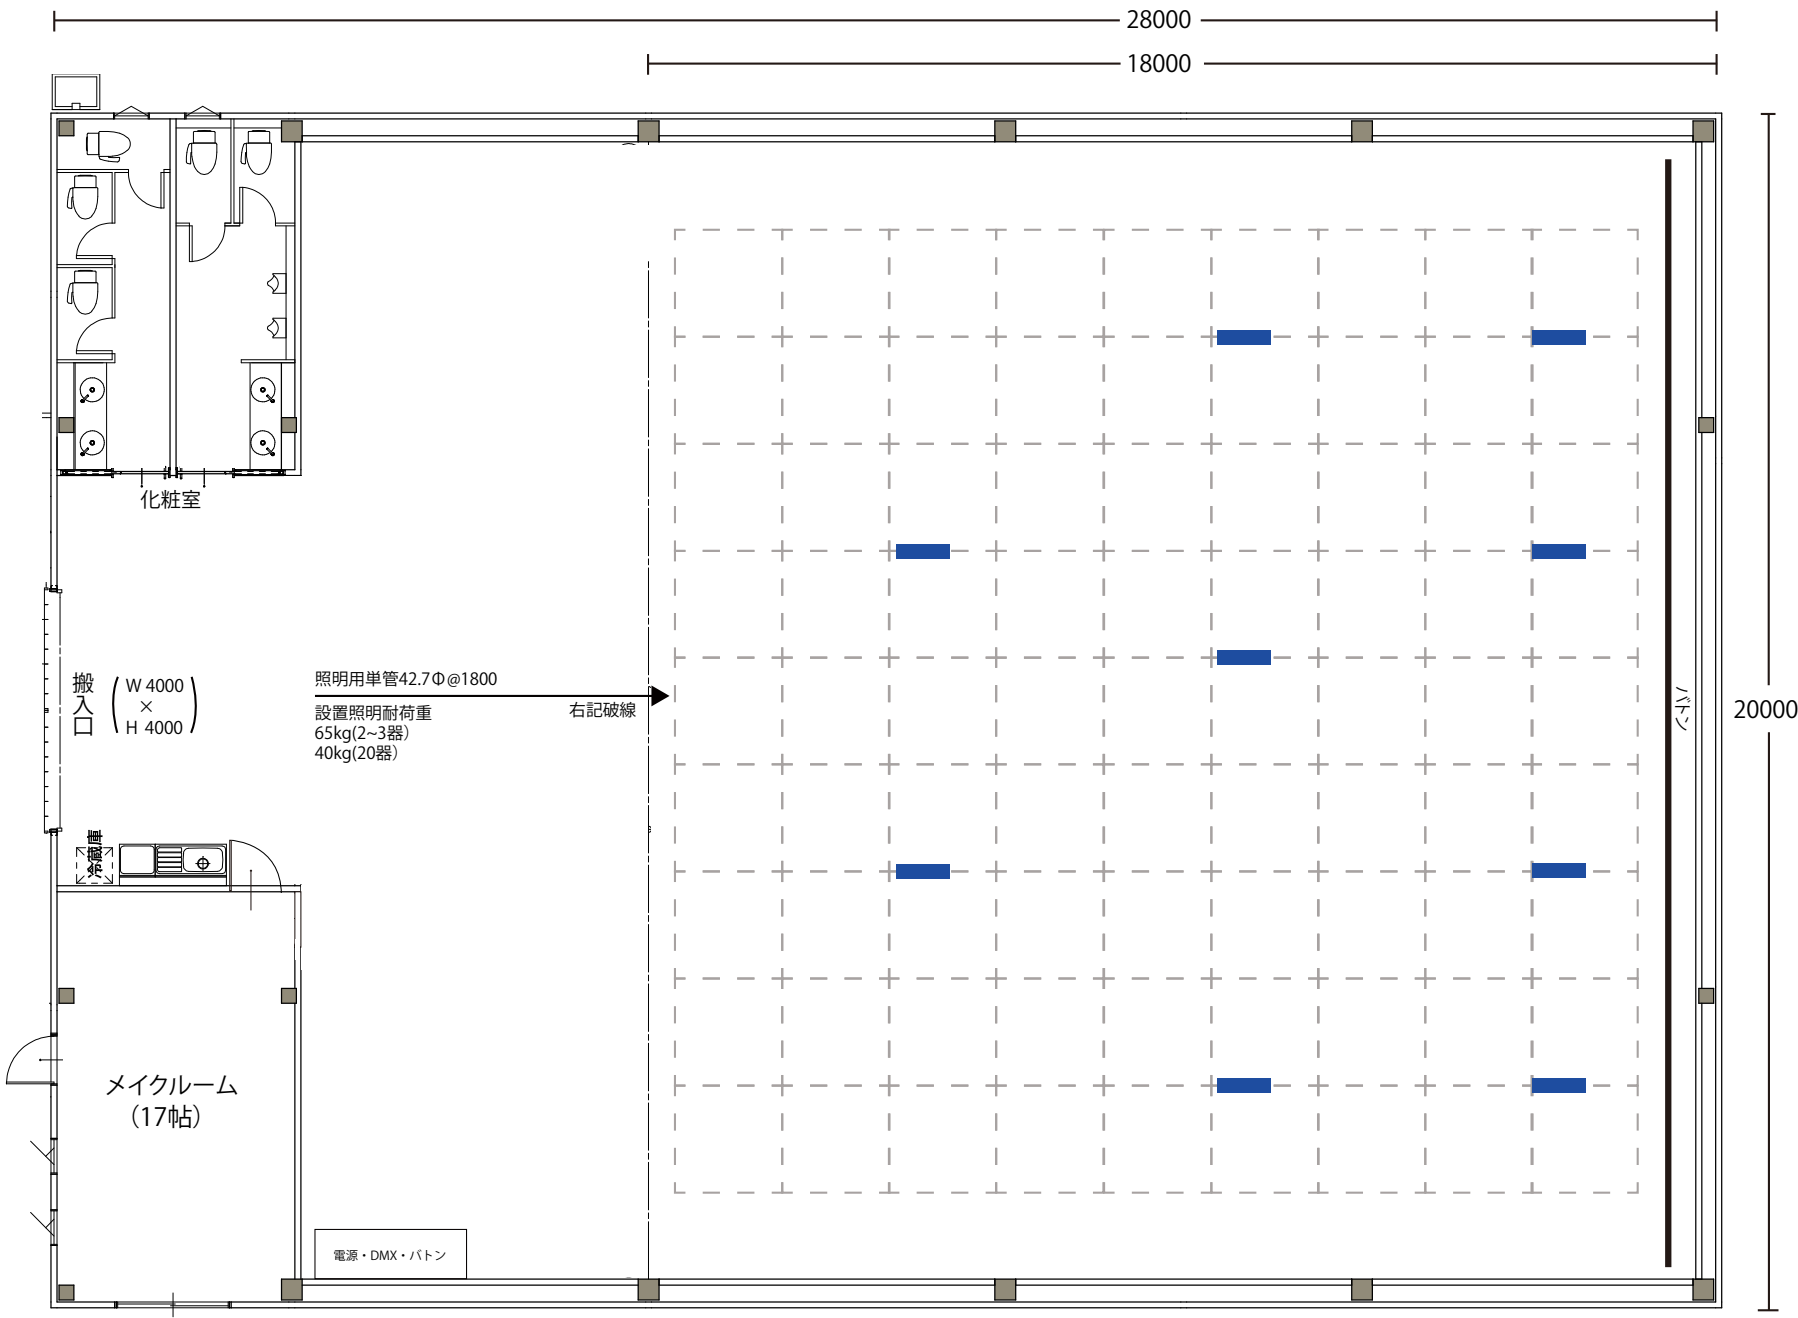 28000
18000
化粧室
照明用単管42.7Φ@1800
設置照明耐荷重
右記破線
65kg(2~3器)
40kg(20器)
搬入口
W 4000
×
H 4000
バトン
20000
冷蔵庫
メイクルーム
(17帖)
電源・DMX・バトン